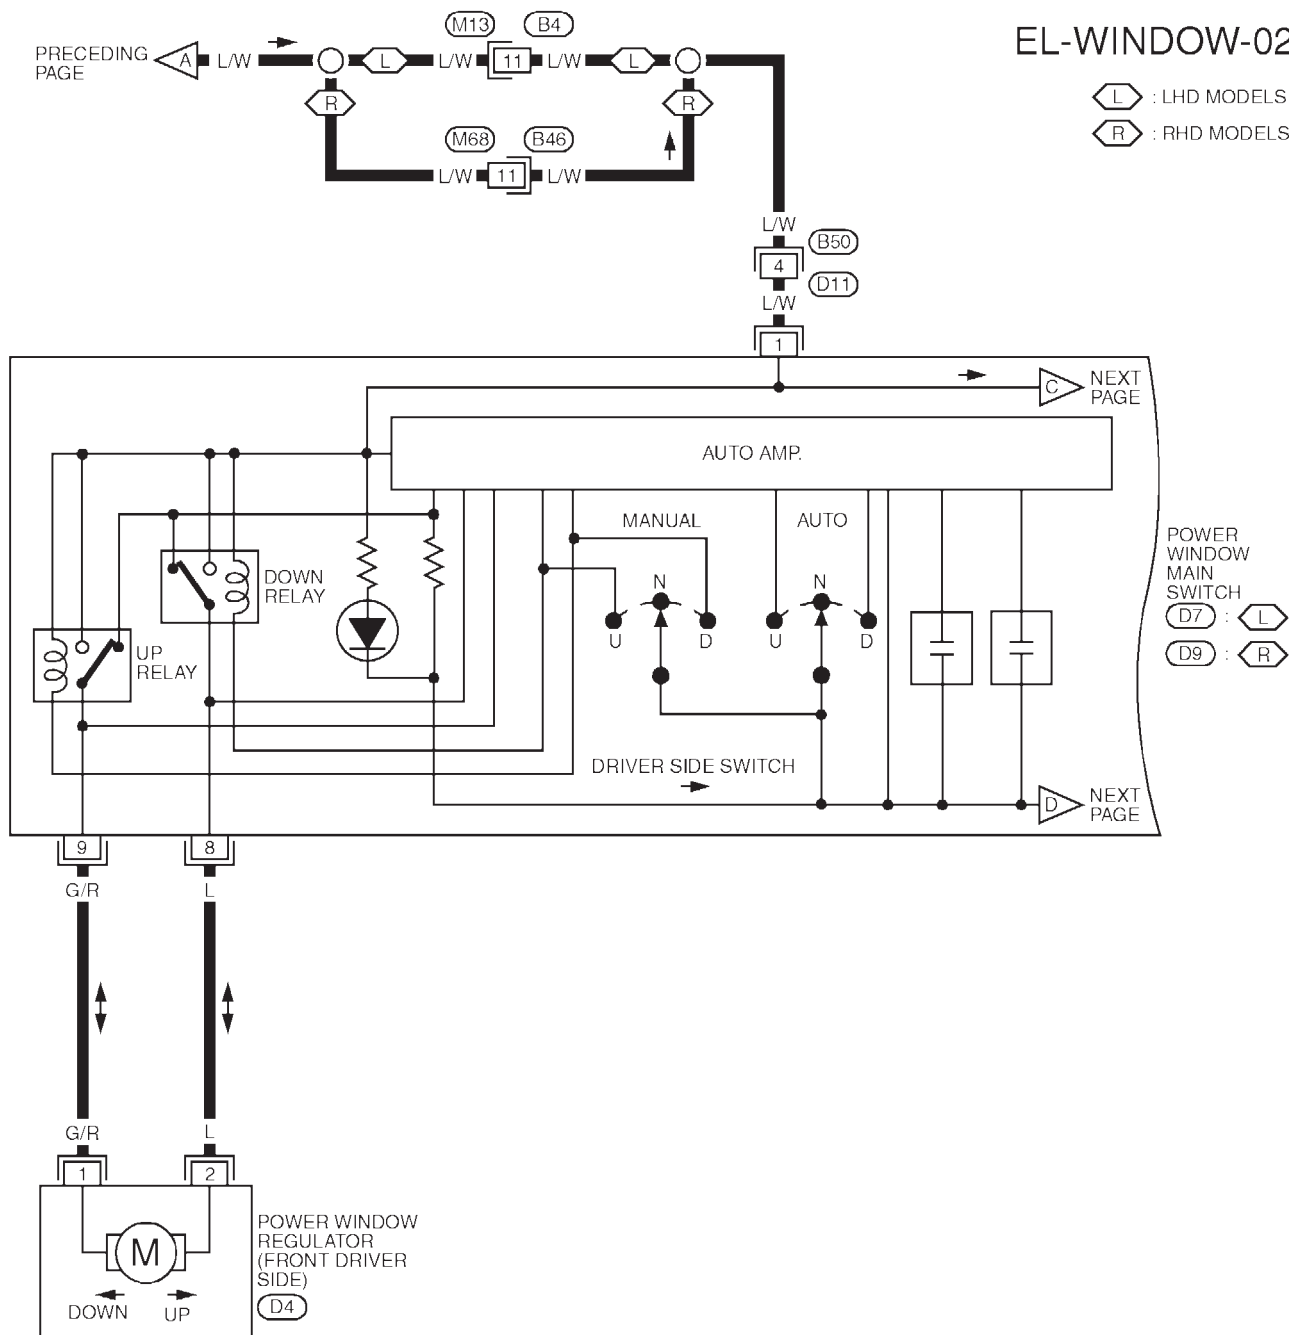 EL-WINDOW-02
PRECEDING
PAGE
A
L/W
L
L/W
M13
11
B4
L/W
L
R
R
L : LHD MODELS
R : RHD MODELS
M68
B46
L/W
11
L/W
L/W
B50
4
D11
L/W
1
C
NEXT
PAGE
AUTO AMP.
MANUAL
AUTO
DOWN
RELAY
N
N
U
D
U
D
UP
RELAY
POWER
WINDOW
MAIN
SWITCH
D7 : L
D9 : R
DRIVER SIDE SWITCH
D
NEXT
PAGE
9
8
G/R
L
G/R
L
1
2
M
DOWN
UP
POWER WINDOW
REGULATOR
(FRONT DRIVER
SIDE)
D4